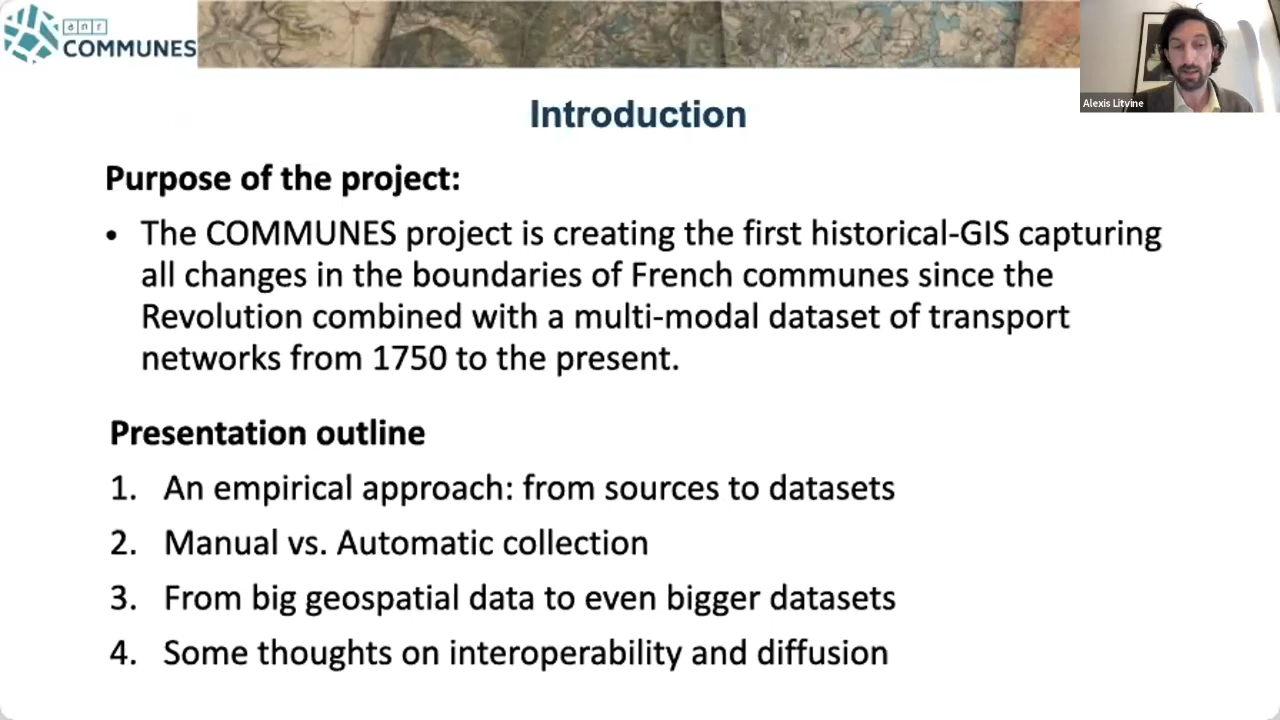 anr
COMMUNES
Alexis Litvine
Introduction
Purpose of the project:
• The COMMUNES project is creating the first historical-GIS capturing
all changes in the boundaries of French communes since the
Revolution combined with a multi-modal dataset of transport
networks from 1750 to the present.
Presentation outline
1. An empirical approach: from sources to datasets
2. Manual vs. Automatic collection
3. From big geospatial data to even bigger datasets
4. Some thoughts on interoperability and diffusion